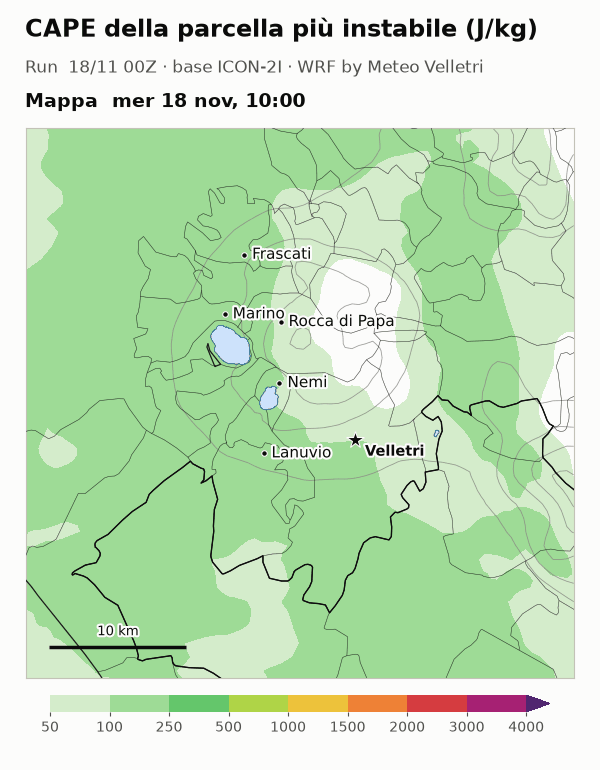 CAPE della parcella più instabile (J/kg)
Run  18/11 00Z · base ICON-2I · WRF by Meteo Velletri
Mappa  mer 18 nov, 10:00
Frascati
Marino
Rocca di Papa
Nemi
Velletri
Lanuvio
10 km
50 100 250 500 1000 1500 2000 3000 4000